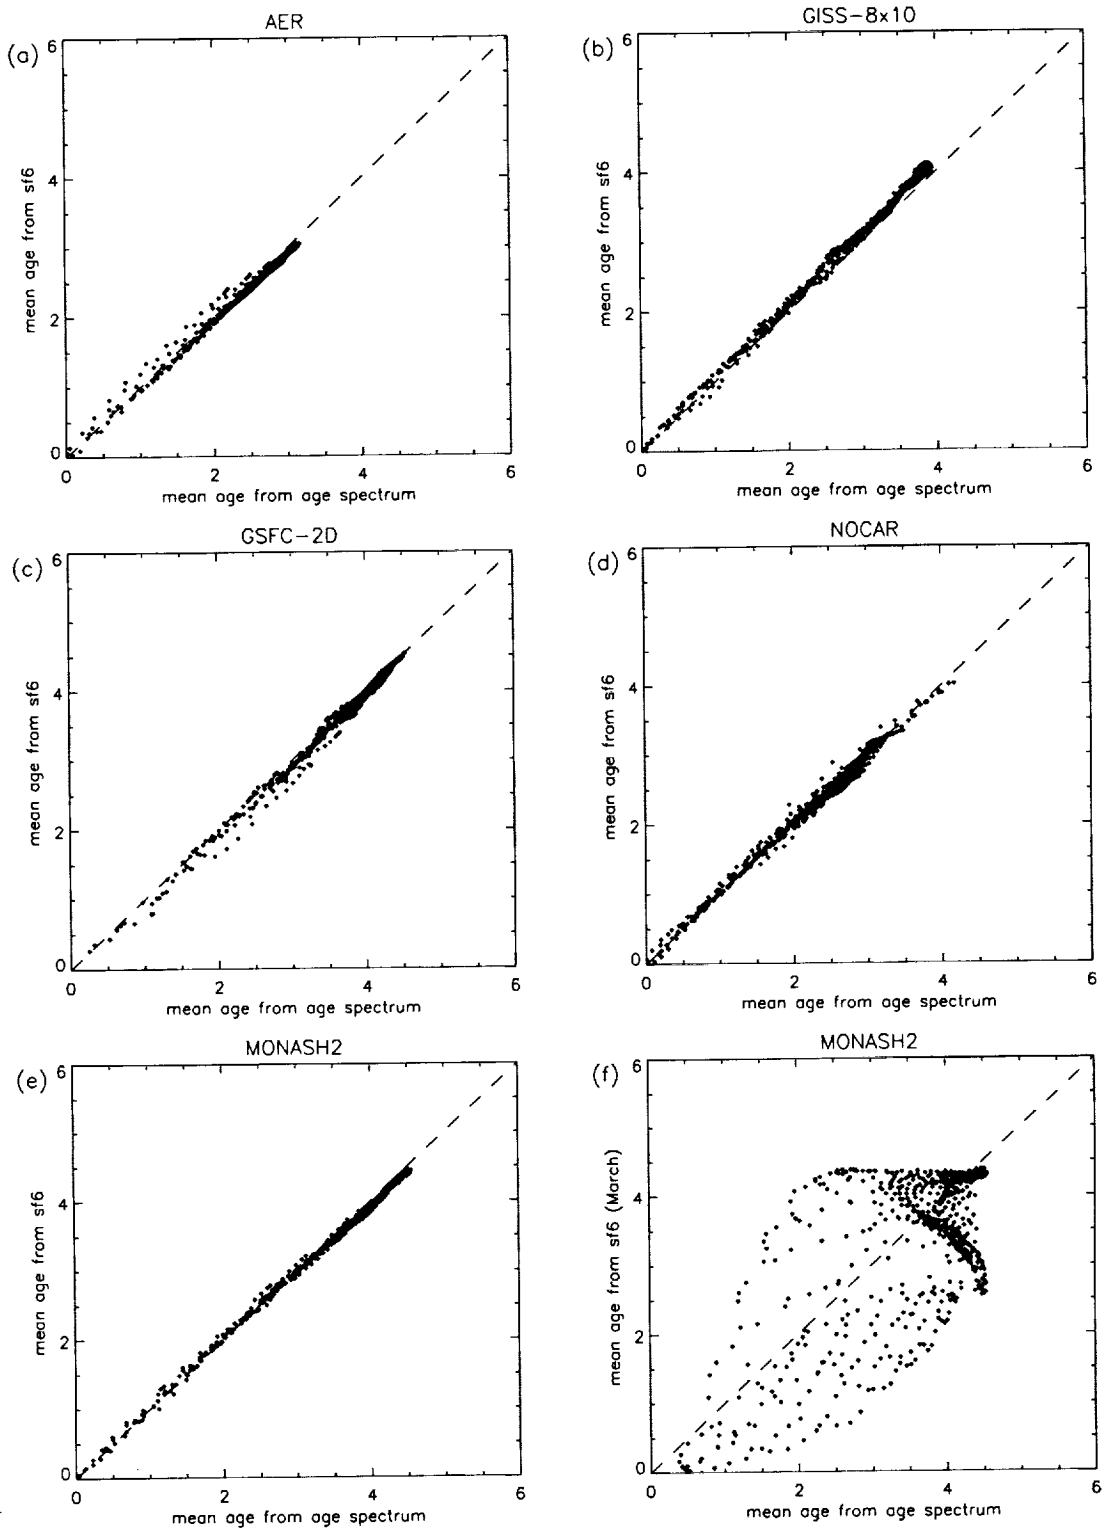 AER
(a)
6
4
2
0
mean age from sf6
0 2 4 6
mean age from age spectrum
GISS-8x10
(b)
6
4
2
0
mean age from sf6
0 2 4 6
mean age from age spectrum
GSFC-2D
(c)
6
4
2
0
mean age from sf6
0 2 4 6
mean age from age spectrum
NOCAR
(d)
6
4
2
0
mean age from sf6
0 2 4 6
mean age from age spectrum
MONASH2
(e)
6
4
2
0
mean age from sf6
0 2 4 6
mean age from age spectrum
MONASH2
(f)
6
4
2
0
mean age from sf6 (March)
0 2 4 6
mean age from age spectrum